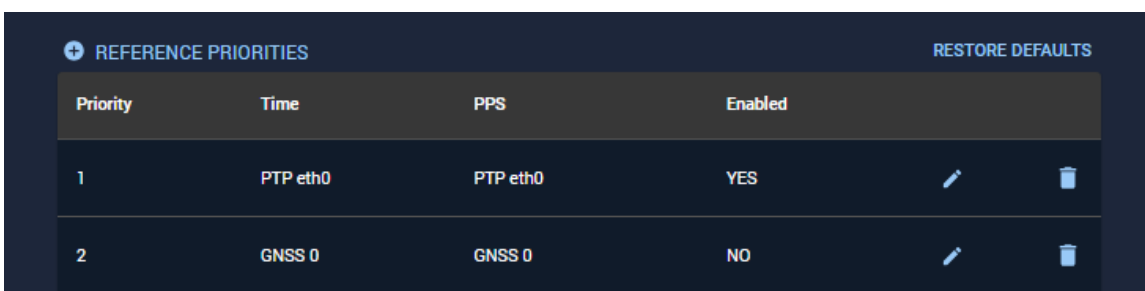 REFERENCE PRIORITIES RESTORE DEFAULTS
Priority Time PPS Enabled
1 PTP eth0 PTP eth0 YES
2 GNSS 0 GNSS 0 NO